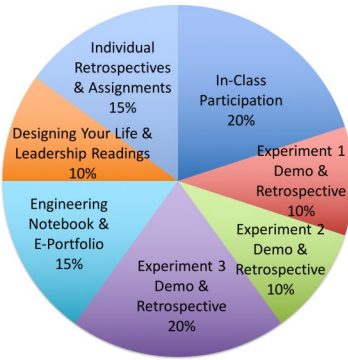 Individual
Retrospectives
& Assignments
15%
In-Class
Participation
20%
Designing Your Life &
Leadership Readings
10%
Experiment 1
Demo &
Retrospective
10%
Engineering
Notebook &
E-Portfolio
15%
Experiment 2
Demo &
Retrospective
10%
Experiment 3
Demo &
Retrospective
20%